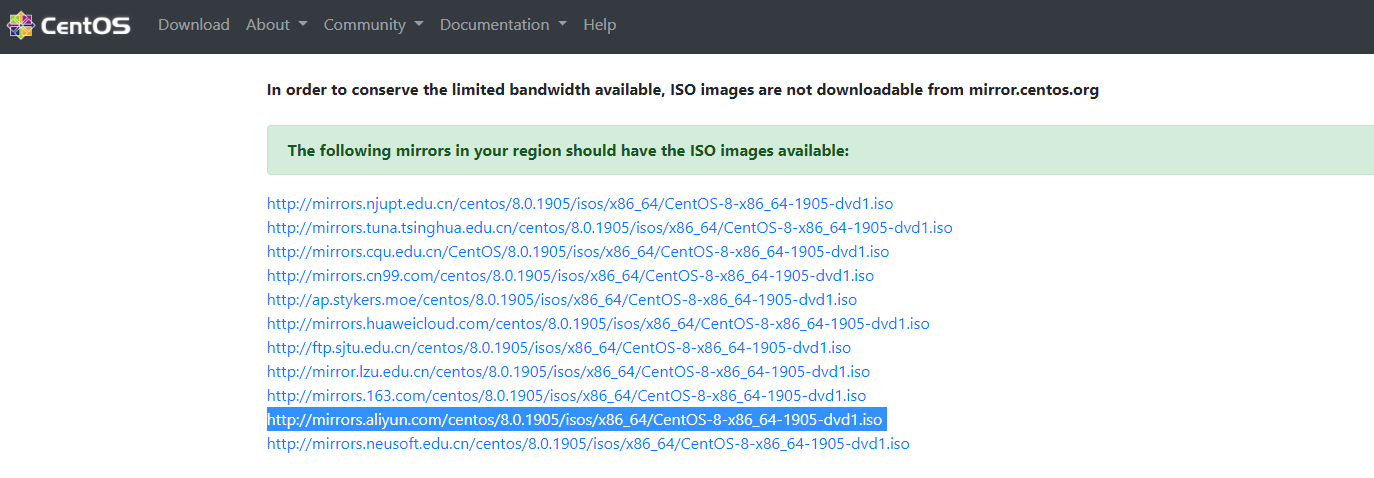 CentOS Download About Community Documentation Help
In order to conserve the limited bandwidth available, ISO images are not downloadable from mirror.centos.org
The following mirrors in your region should have the ISO images available:
http://mirrors.njupt.edu.cn/centos/8.0.1905/isos/x86_64/CentOS-8-x86_64-1905-dvd1.iso
http://mirrors.tuna.tsinghua.edu.cn/centos/8.0.1905/isos/x86_64/CentOS-8-x86_64-1905-dvd1.iso
http://mirrors.cqu.edu.cn/CentOS/8.0.1905/isos/x86_64/CentOS-8-x86_64-1905-dvd1.iso
http://mirrors.cn99.com/centos/8.0.1905/isos/x86_64/CentOS-8-x86_64-1905-dvd1.iso
http://ap.stykers.moe/centos/8.0.1905/isos/x86_64/CentOS-8-x86_64-1905-dvd1.iso
http://mirrors.huaweicloud.com/centos/8.0.1905/isos/x86_64/CentOS-8-x86_64-1905-dvd1.iso
http://ftp.sjtu.edu.cn/centos/8.0.1905/isos/x86_64/CentOS-8-x86_64-1905-dvd1.iso
http://mirror.lzu.edu.cn/centos/8.0.1905/isos/x86_64/CentOS-8-x86_64-1905-dvd1.iso
http://mirrors.163.com/centos/8.0.1905/isos/x86_64/CentOS-8-x86_64-1905-dvd1.iso
http://mirrors.aliyun.com/centos/8.0.1905/isos/x86_64/CentOS-8-x86_64-1905-dvd1.iso
http://mirrors.neusoft.edu.cn/centos/8.0.1905/isos/x86_64/CentOS-8-x86_64-1905-dvd1.iso